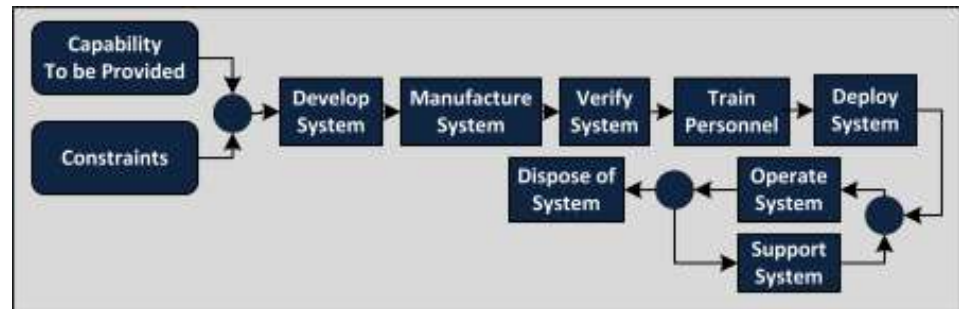 Capability
To be Provided
Constraints
Develop
System
Manufacture
System
Verify
System
Train
Personnel
Deploy
System
Dispose of
System
Operate
System
Support
System